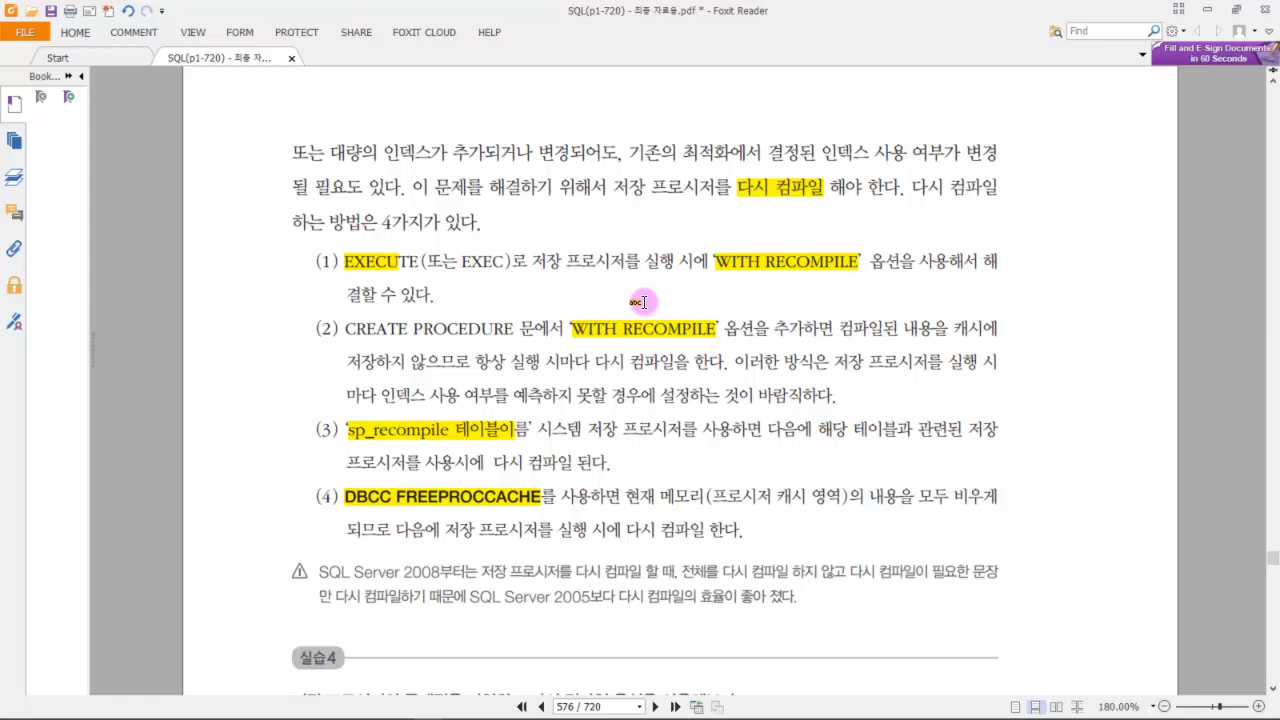 SQL(p1-720) - 최종 자료용.pdf * - Foxit Reader
FILE HOME COMMENT VIEW FORM PROTECT SHARE FOXIT CLOUD HELP
Find
Start SQL(p1-720) - 최종 자...
Fill and E-Sign Documents
in 60 Seconds
Book...
또는 대량의 인덱스가 추가되거나 변경되어도, 기존의 최적화에서 결정된 인덱스 사용 여부가 변경
될 필요도 있다. 이 문제를 해결하기 위해서 저장 프로시저를 다시 컴파일 해야 한다. 다시 컴파일
하는 방법은 4가지가 있다.
(1) EXECUTE(또는 EXEC)로 저장 프로시저를 실행 시에 ‘WITH RECOMPILE’ 옵션을 사용해서 해
결할 수 있다.
abc
(2) CREATE PROCEDURE 문에서 ‘WITH RECOMPILE’ 옵션을 추가하면 컴파일된 내용을 캐시에
저장하지 않으므로 항상 실행 시마다 다시 컴파일을 한다. 이러한 방식은 저장 프로시저를 실행 시
마다 인덱스 사용 여부를 예측하지 못할 경우에 설정하는 것이 바람직하다.
(3) ‘sp_recompile 테이블이름’ 시스템 저장 프로시저를 사용하면 다음에 해당 테이블과 관련된 저장
프로시저를 사용시에 다시 컴파일 된다.
(4) DBCC FREEPROCCACHE를 사용하면 현재 메모리(프로시저 캐시 영역)의 내용을 모두 비우게
되므로 다음에 저장 프로시저를 실행 시에 다시 컴파일 한다.
SQL Server 2008부터는 저장 프로시저를 다시 컴파일 할 때, 전체를 다시 컴파일 하지 않고 다시 컴파일이 필요한 문장
만 다시 컴파일하기 때문에 SQL Server 2005보다 다시 컴파일의 효율이 좋아 졌다.
실습4
576 / 720
180.00%